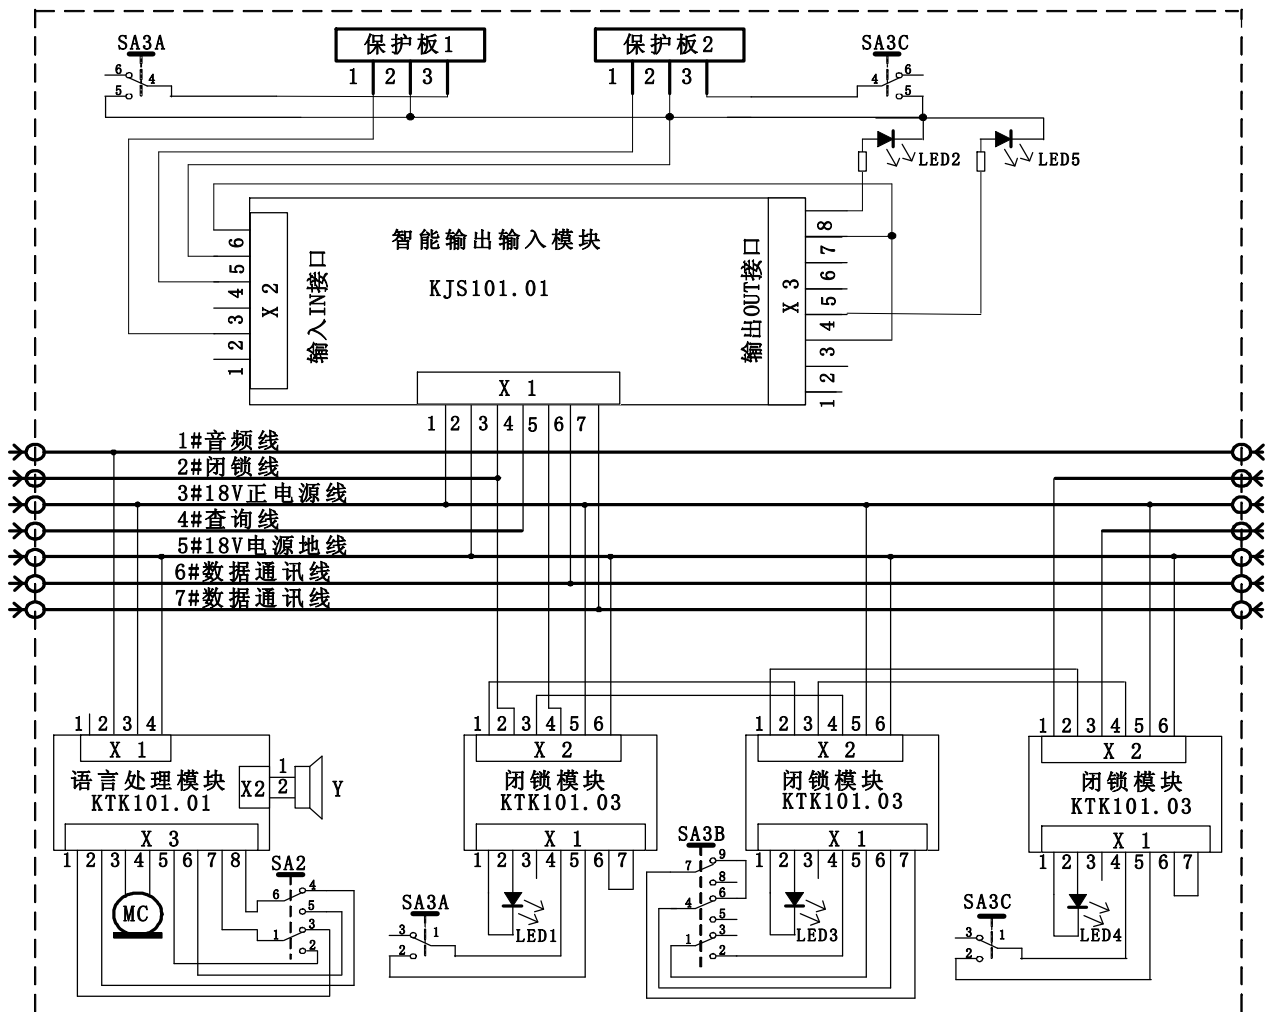 SA3A
保护板1
保护板2
SA3C
1 2 3
1 2 3
6
4
5
4
6
5
LED2
LED5
智能输出输入模块
KJS101.01
输入IN接口
X 2
6
5
4
3
2
1
输出OUT接口
X 3
8
7
6
5
4
3
2
1
X 1
1 2 3 4 5 6 7
1#音频线
2#闭锁线
3#18V正电源线
4#查询线
5#18V电源地线
6#数据通讯线
7#数据通讯线
1 2 3 4
X 1
语言处理模块
KTK101.01
X2
1
2
Y
X 3
1 2 3 4 5 6 7 8
MC
SA2
6
4
5
1
3
2
1 2 3 4 5 6
X 2
闭锁模块
KTK101.03
X 1
1 2 3 4 5 6 7
SA3A
3
1
2
LED1
1 2 3 4 5 6
X 2
闭锁模块
KTK101.03
X 1
1 2 3 4 5 6 7
SA3B
9
7
8
6
4
5
3
1
2
LED3
1 2 3 4 5 6
X 2
闭锁模块
KTK101.03
X 1
1 2 3 4 5 6 7
SA3C
3
1
2
LED4